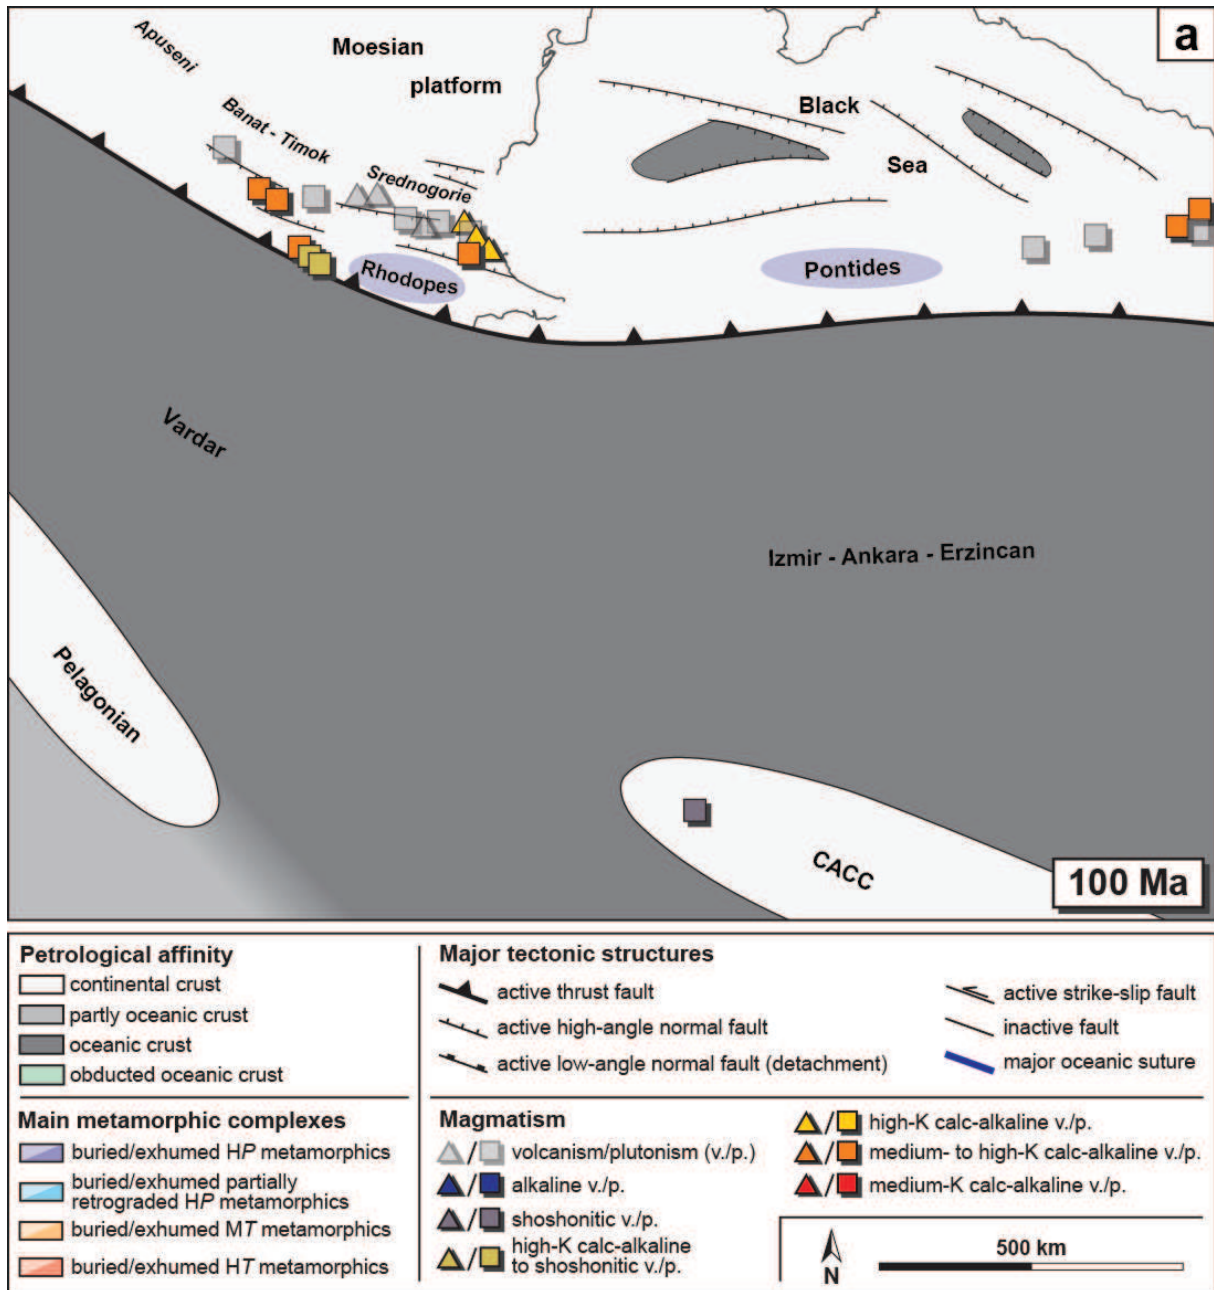 a
Apuseni
Moesian
platform
Banat - Timok
Black
Sea
Srednogorie
Rhodopes
Pontides
Vardar
Izmir - Ankara - Erzincan
Pelagonian
CACC
100 Ma
Petrological affinity
continental crust
partly oceanic crust
oceanic crust
obducted oceanic crust
Main metamorphic complexes
buried/exhumed HP metamorphics
buried/exhumed partially
retrograded HP metamorphics
buried/exhumed MT metamorphics
buried/exhumed HT metamorphics
Major tectonic structures
active thrust fault
active high-angle normal fault
active low-angle normal fault (detachment)
active strike-slip fault
inactive fault
major oceanic suture
Magmatism
/ volcanism/plutonism (v./p.)
/ alkaline v./p.
/ shoshonitic v./p.
/ high-K calc-alkaline
to shoshonitic v./p.
/ high-K calc-alkaline v./p.
/ medium- to high-K calc-alkaline v./p.
/ medium-K calc-alkaline v./p.
N
500 km